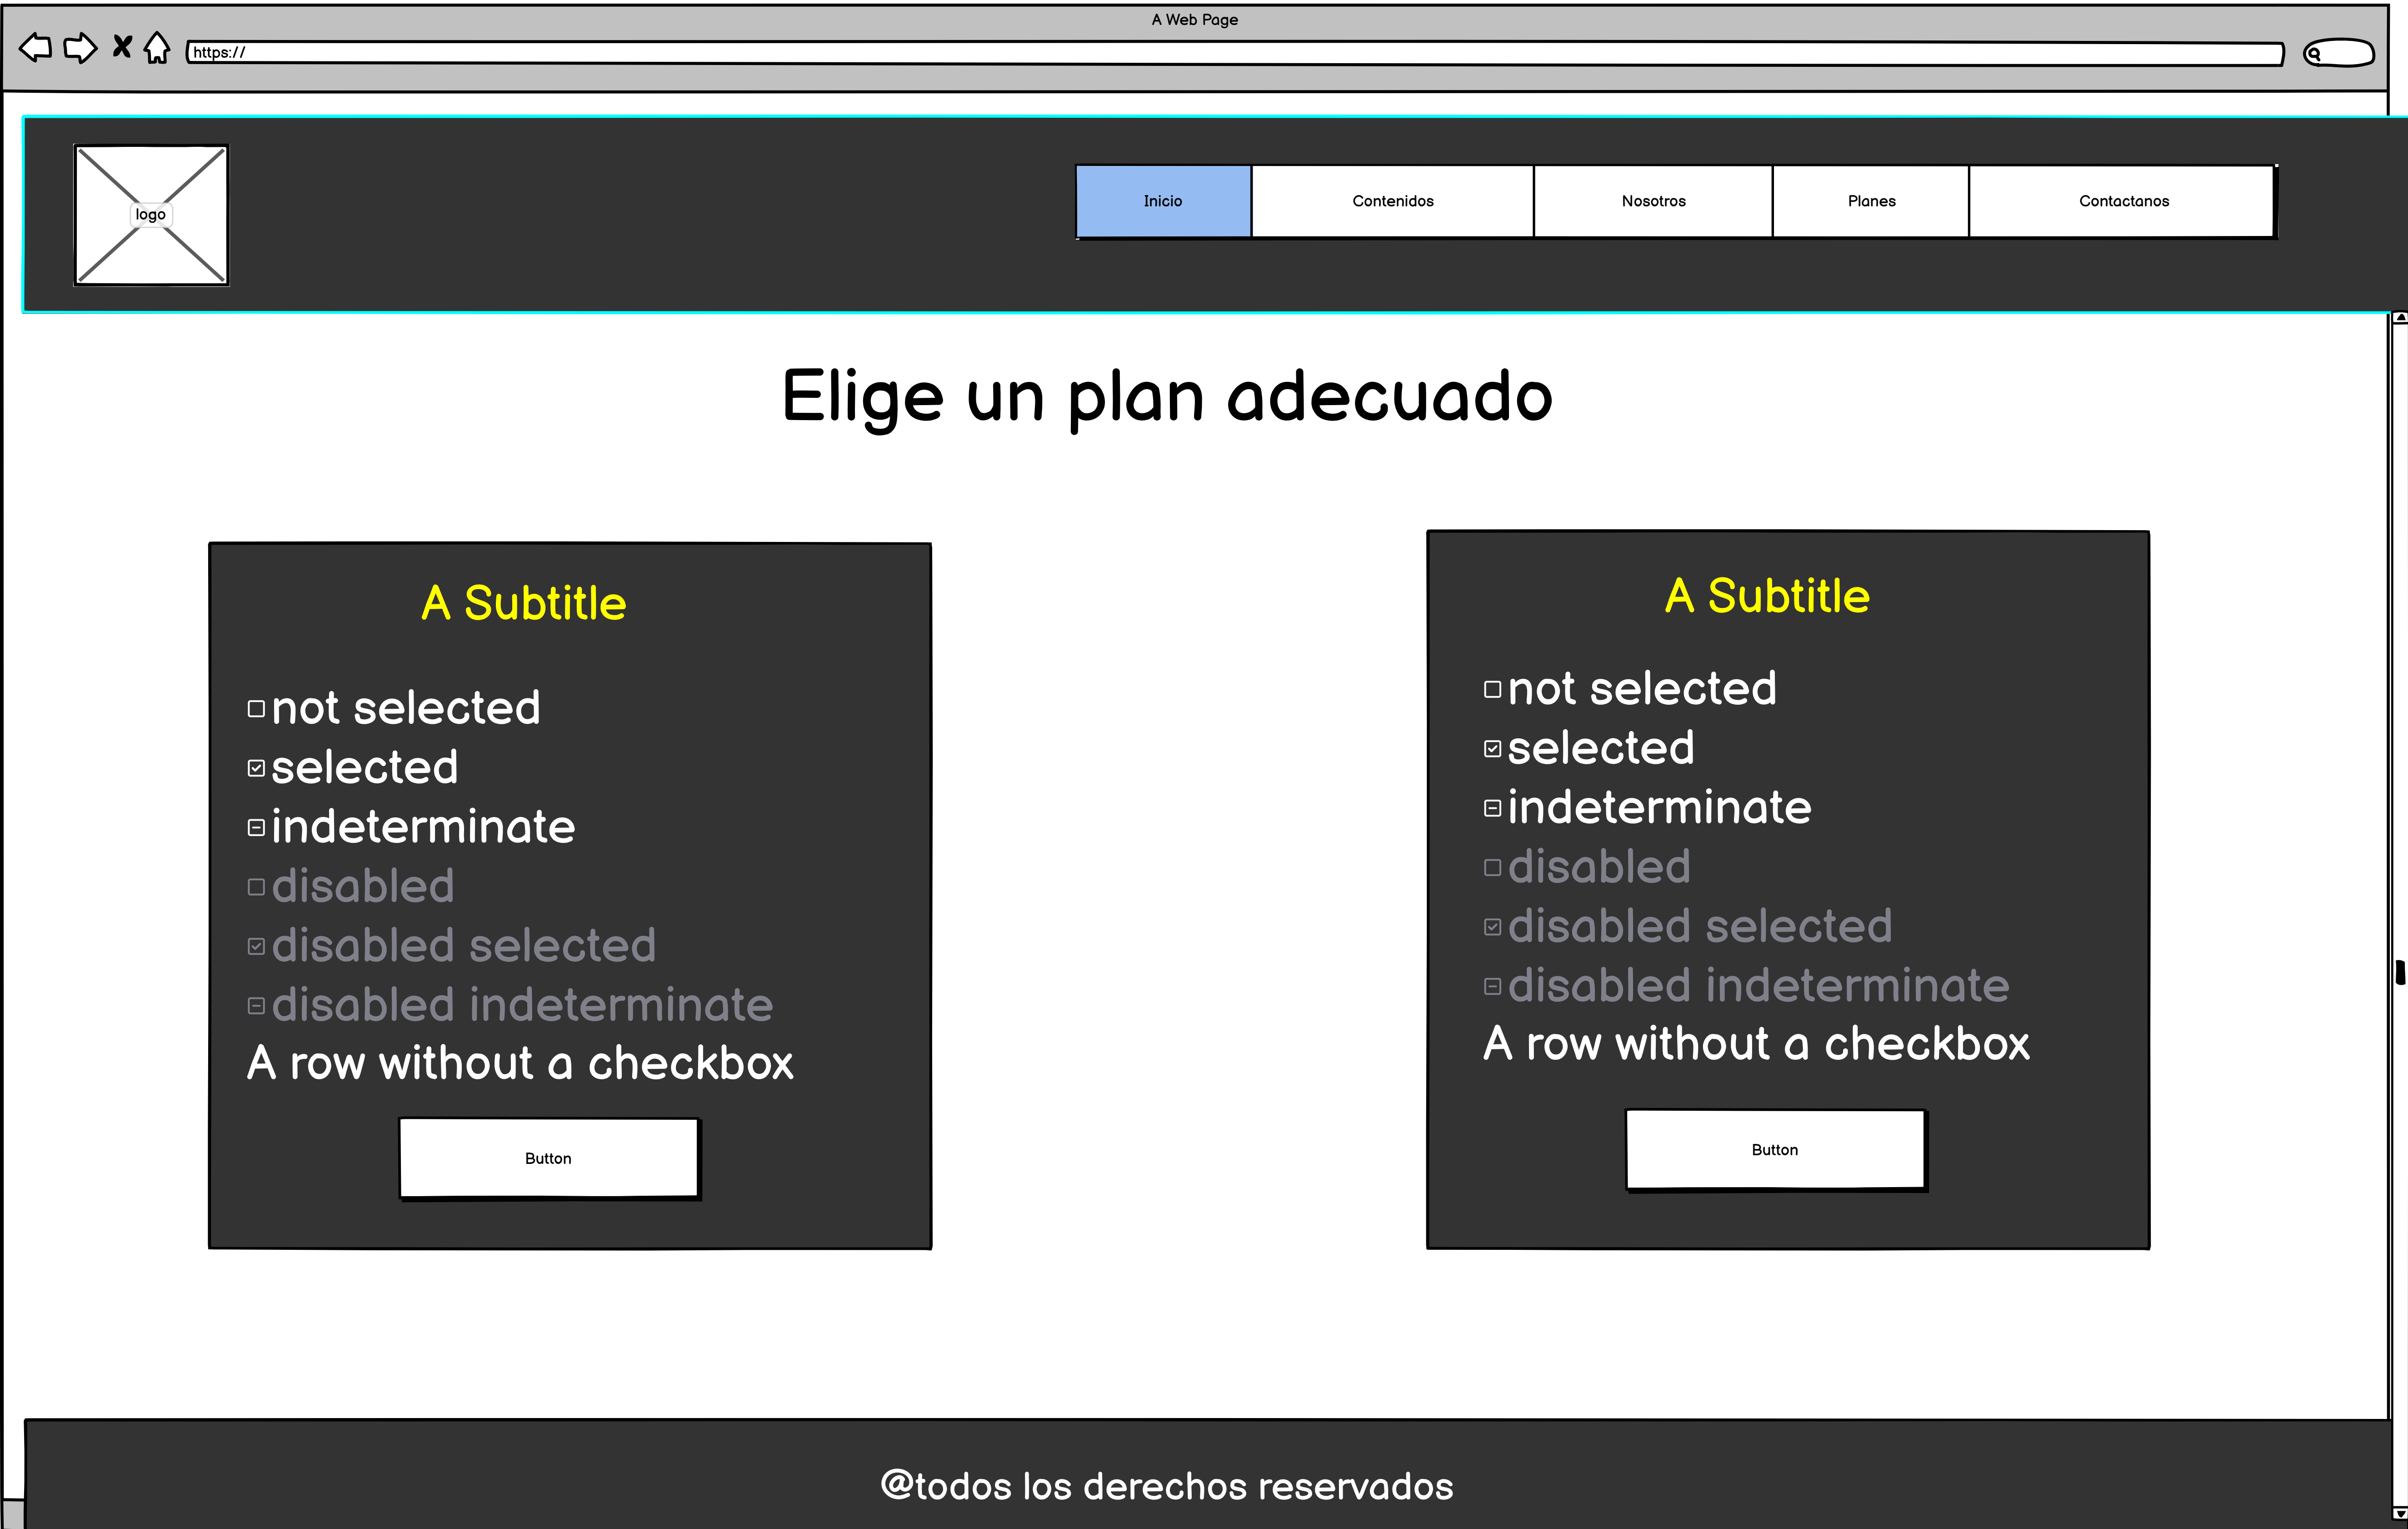 A Web Page
https://
logo
Inicio
Contenidos
Nosotros
Planes
Contactanos
Elige un plan adecuado
A Subtitle
not selected
selected
indeterminate
disabled
disabled selected
disabled indeterminate
A row without a checkbox
Button
A Subtitle
not selected
selected
indeterminate
disabled
disabled selected
disabled indeterminate
A row without a checkbox
Button
@todos los derechos reservados